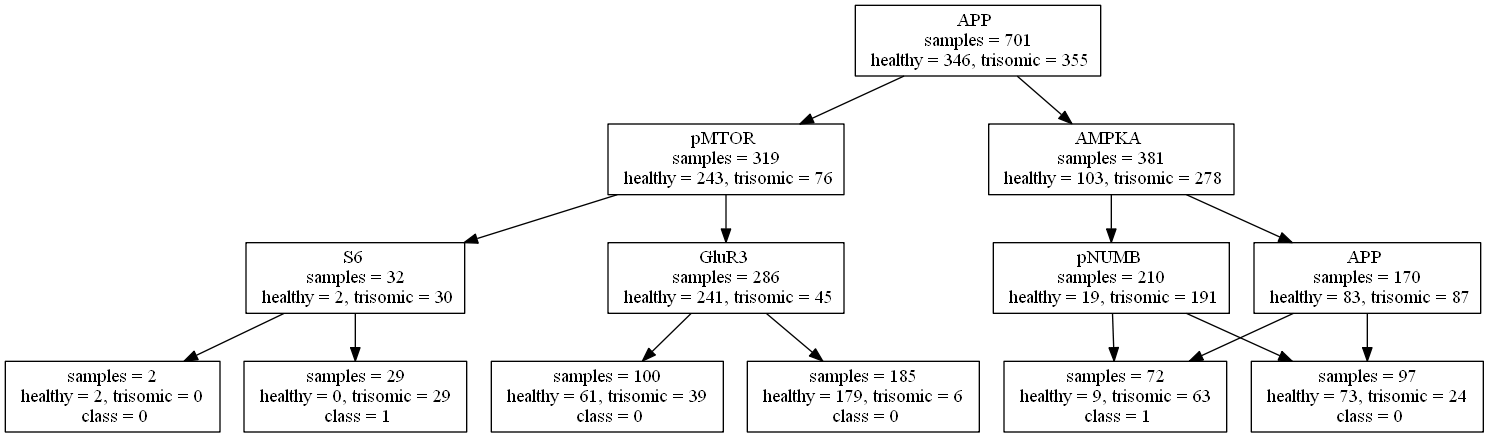 APP
samples = 701
healthy = 346, trisomic = 355
pMTOR
samples = 319
healthy = 243, trisomic = 76
AMPKA
samples = 381
healthy = 103, trisomic = 278
S6
samples = 32
healthy = 2, trisomic = 30
GluR3
samples = 286
healthy = 241, trisomic = 45
pNUMB
samples = 210
healthy = 19, trisomic = 191
APP
samples = 170
healthy = 83, trisomic = 87
samples = 2
healthy = 2, trisomic = 0
class = 0
samples = 29
healthy = 0, trisomic = 29
class = 1
samples = 100
healthy = 61, trisomic = 39
class = 0
samples = 185
healthy = 179, trisomic = 6
class = 0
samples = 72
healthy = 9, trisomic = 63
class = 1
samples = 97
healthy = 73, trisomic = 24
class = 0